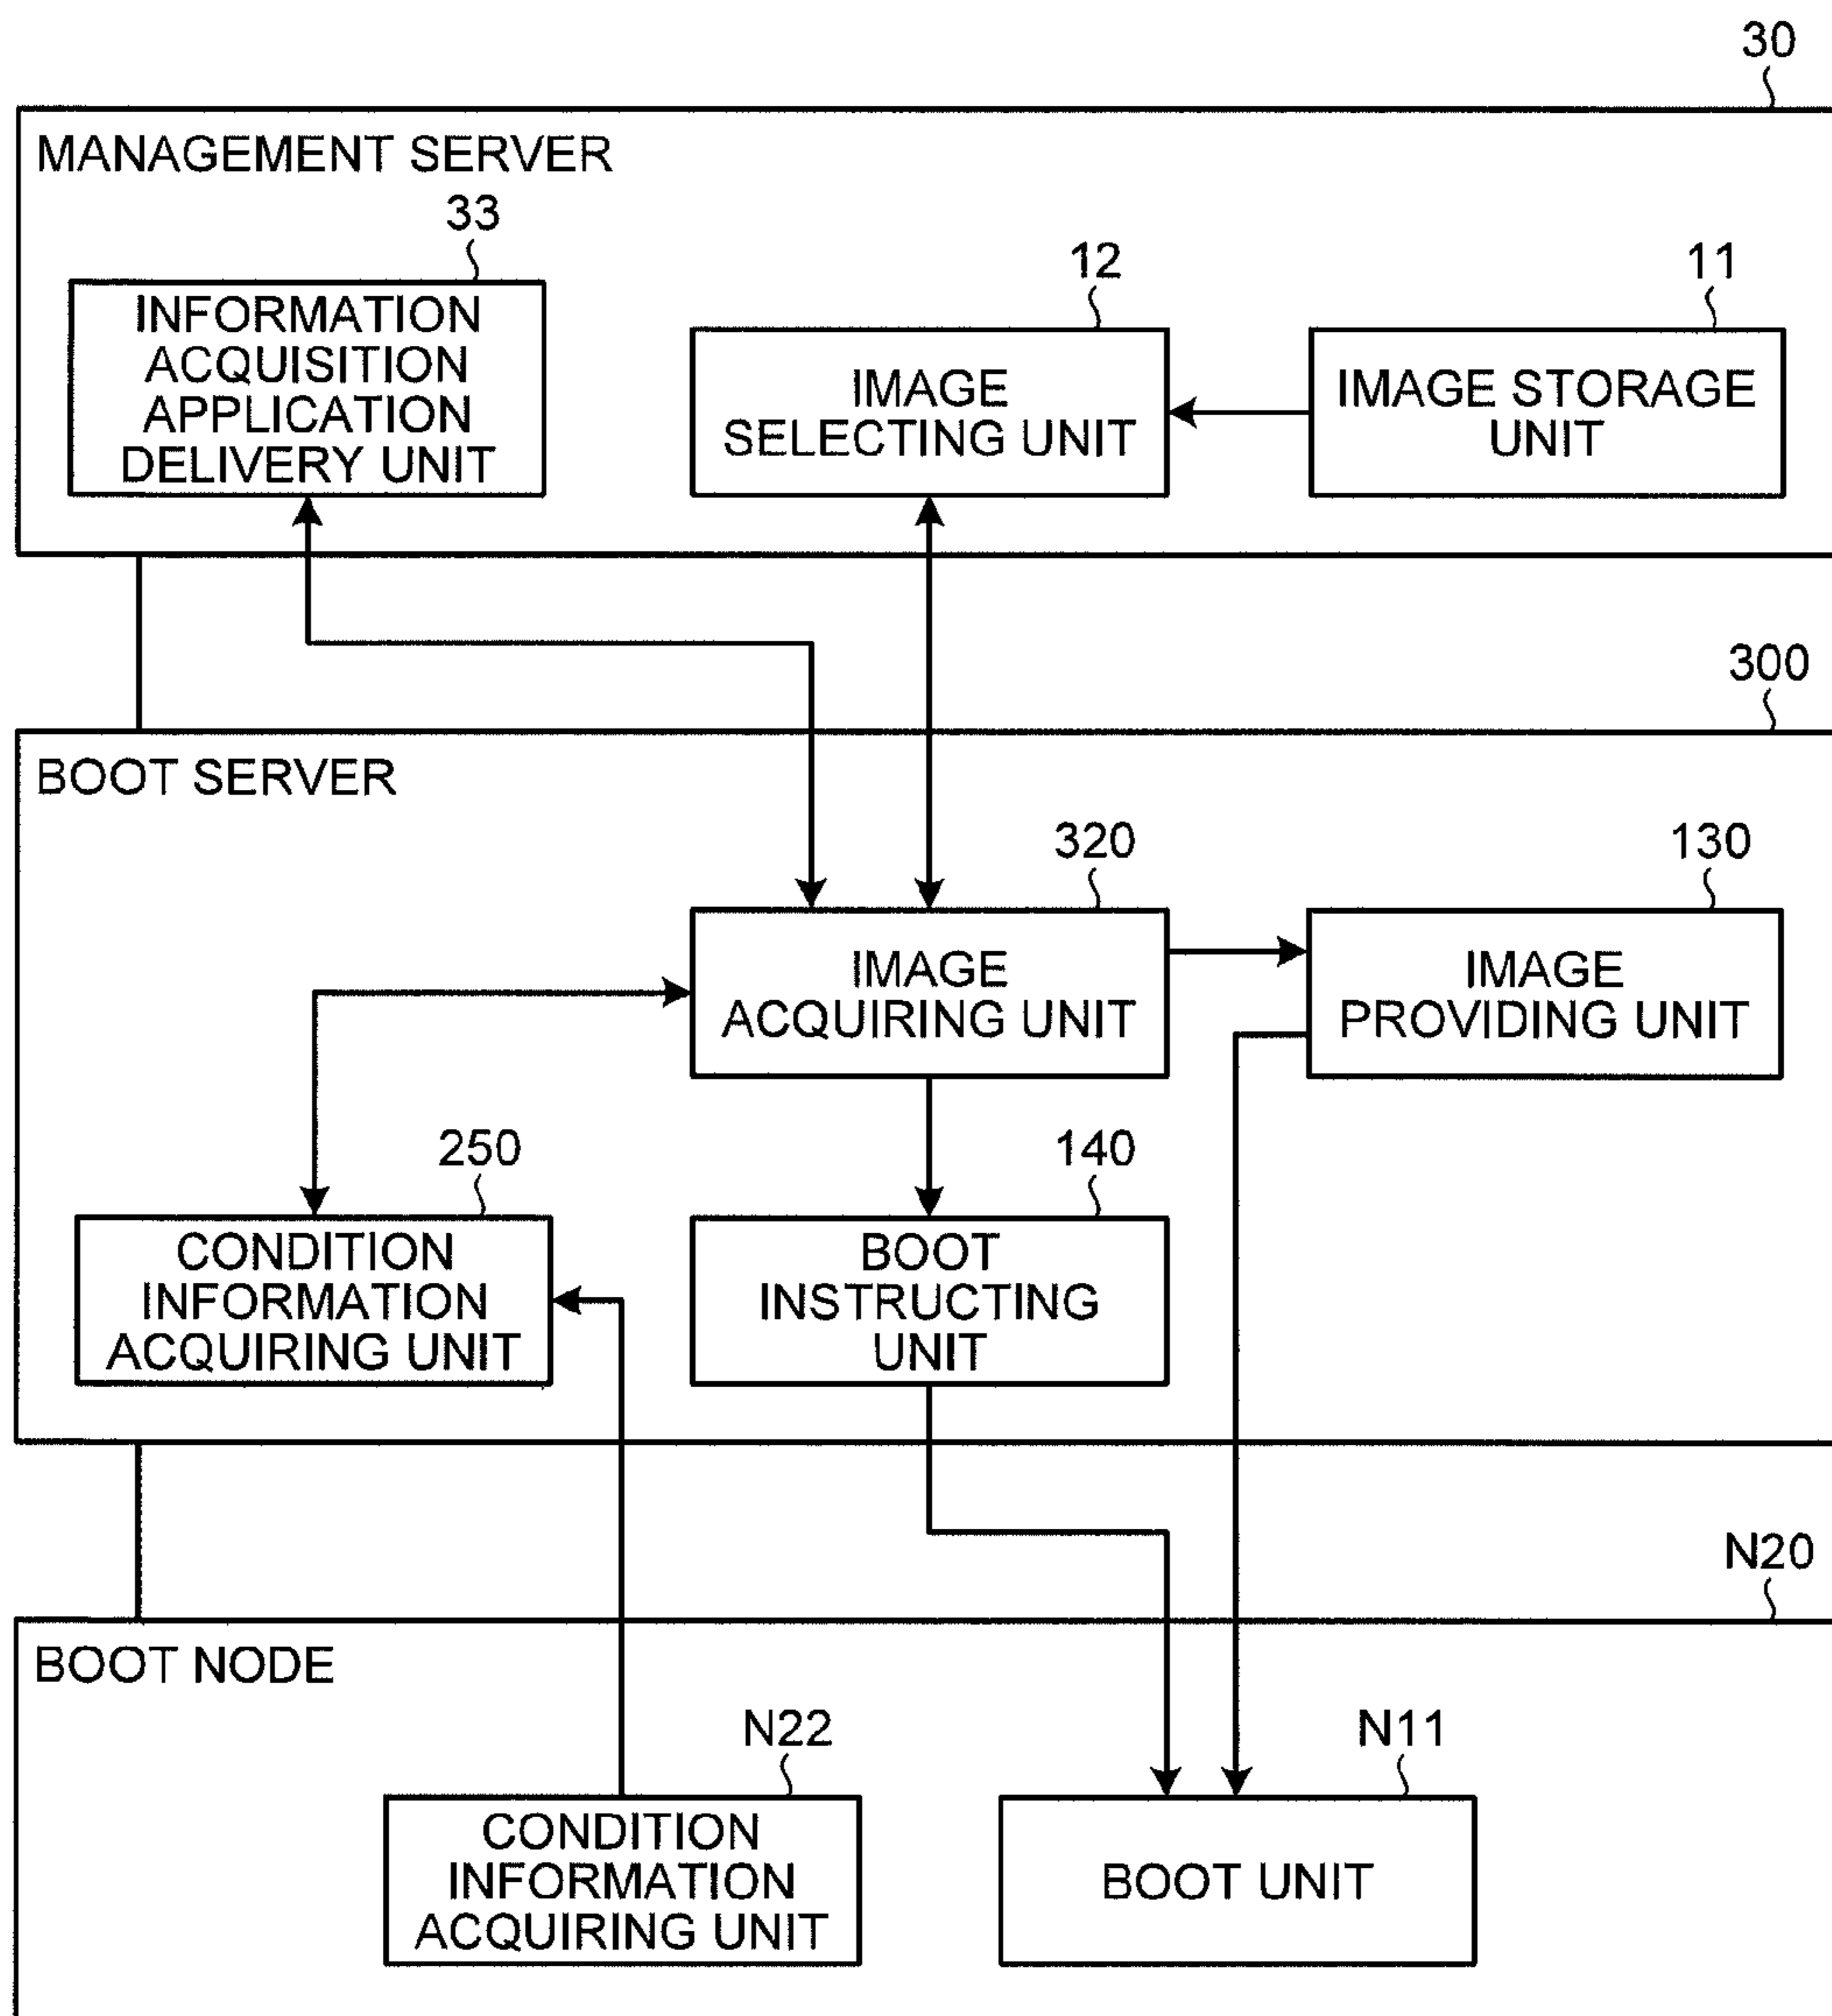 30
MANAGEMENT SERVER
33
12
11
INFORMATION
ACQUISITION
APPLICATION
DELIVERY UNIT
IMAGE
SELECTING UNIT
IMAGE STORAGE
UNIT
300
BOOT SERVER
320
130
IMAGE
ACQUIRING UNIT
IMAGE
PROVIDING UNIT
250
140
CONDITION
INFORMATION
ACQUIRING UNIT
BOOT
INSTRUCTING
UNIT
N20
BOOT NODE
N22
N11
CONDITION
INFORMATION
ACQUIRING UNIT
BOOT UNIT